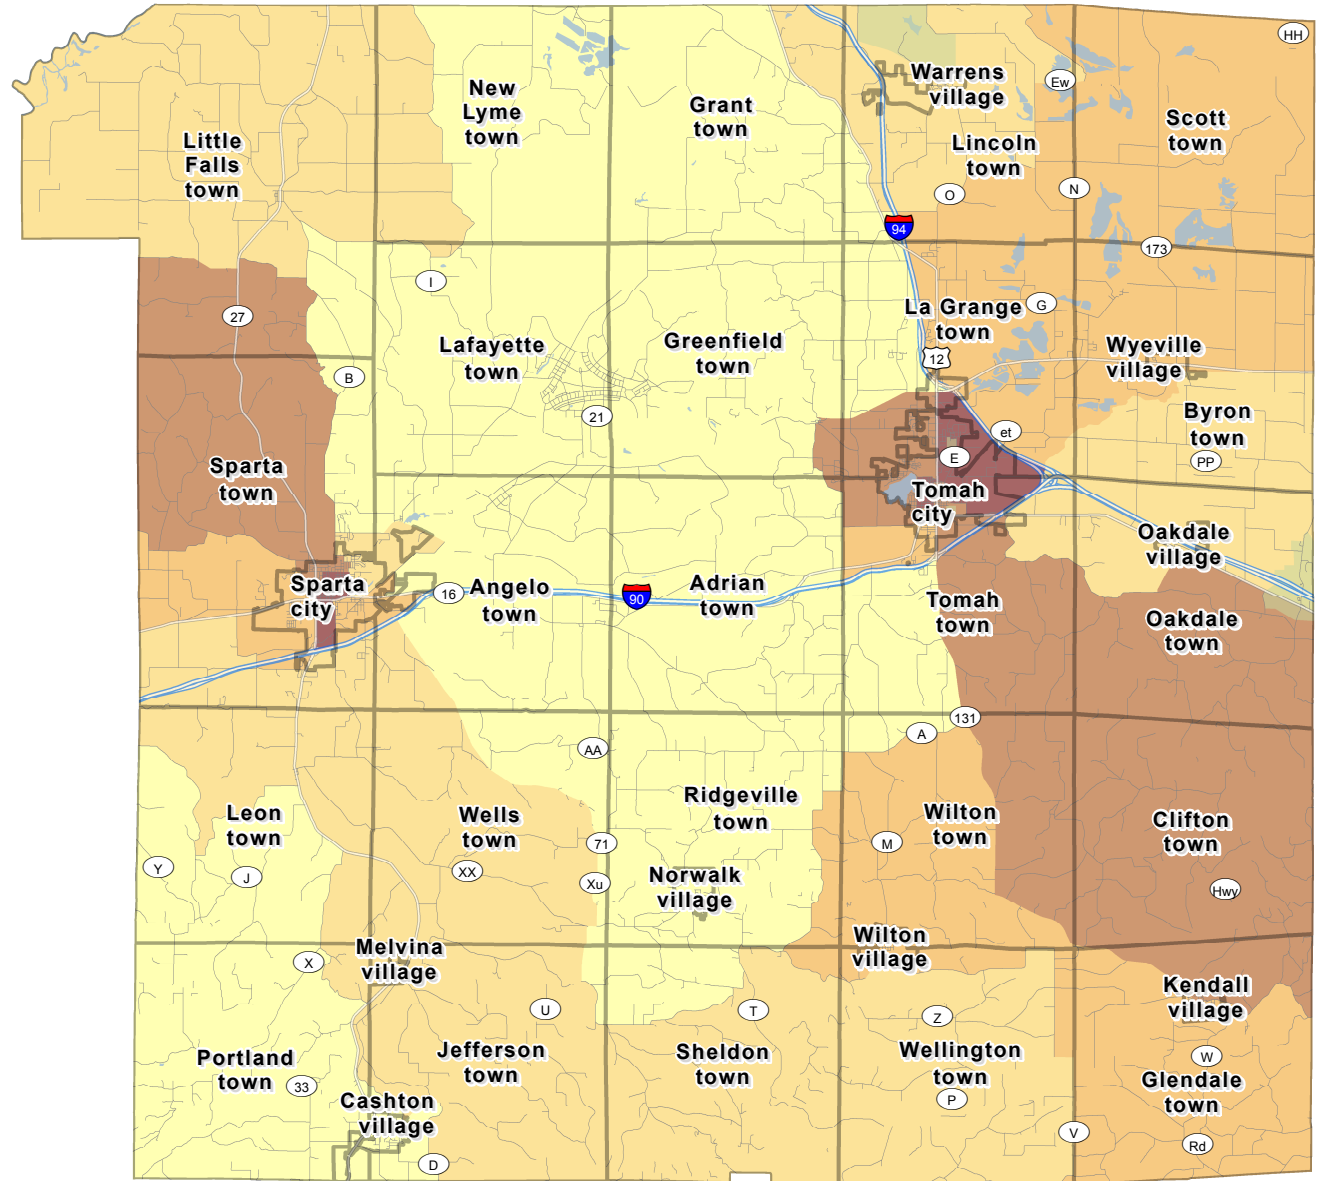 HH
Warrens
village
Ew
New
Lyme
town
Grant
town
Scott
town
Little
Falls
town
Lincoln
town
O
N
94
173
I
La Grange
town
G
27
Lafayette
town
Greenfield
town
12
Wyeville
village
B
21
Byron
town
et
E
PP
Sparta
town
Tomah
city
Oakdale
village
Sparta
city
16
Angelo
town
90
Adrian
town
Tomah
town
Oakdale
town
131
A
AA
Leon
town
Wells
town
Ridgeville
town
Wilton
town
Clifton
town
71
M
Y
J
XX
Xu
Norwalk
village
Hwy
Melvina
village
X
Wilton
village
Kendall
village
U
T
Z
Portland
town
33
Jefferson
town
Sheldon
town
Wellington
town
P
W
Glendale
town
Cashton
village
D
V
Rd